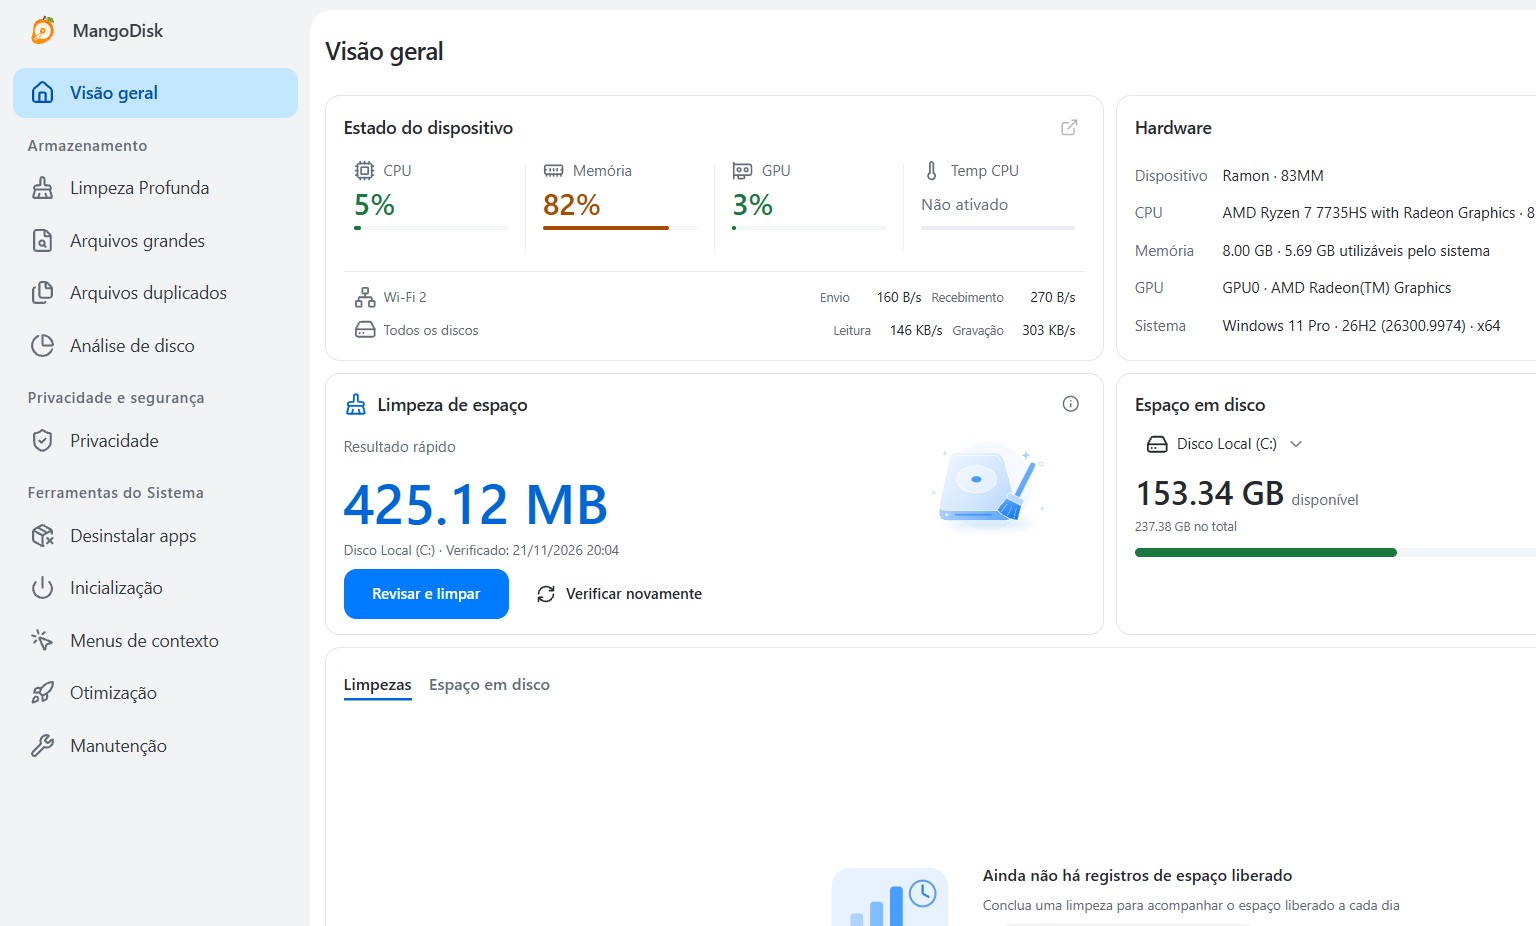 MangoDisk
Visão geral
Armazenamento
Limpeza Profunda
Arquivos grandes
Arquivos duplicados
Análise de disco
Privacidade e segurança
Privacidade
Ferramentas do Sistema
Desinstalar apps
Inicialização
Menus de contexto
Otimização
Manutenção
Visão geral
Estado do dispositivo
CPU
5%
Memória
82%
GPU
3%
Temp CPU
Não ativado
Wi-Fi 2 Envio 160 B/s Recebimento 270 B/s
Todos os discos Leitura 146 KB/s Gravação 303 KB/s
Hardware
Dispositivo Ramon · 83MM
CPU AMD Ryzen 7 7735HS with Radeon Graphics · 8
Memória 8.00 GB · 5.69 GB utilizáveis pelo sistema
GPU GPU0 · AMD Radeon(TM) Graphics
Sistema Windows 11 Pro · 26H2 (26300.9974) · x64
Limpeza de espaço
Resultado rápido
425.12 MB
Disco Local (C:) · Verificado: 21/11/2026 20:04
Revisar e limpar Verificar novamente
Espaço em disco
Disco Local (C:)
153.34 GB disponível
237.38 GB no total
Limpezas Espaço em disco
Ainda não há registros de espaço liberado
Conclua uma limpeza para acompanhar o espaço liberado a cada dia